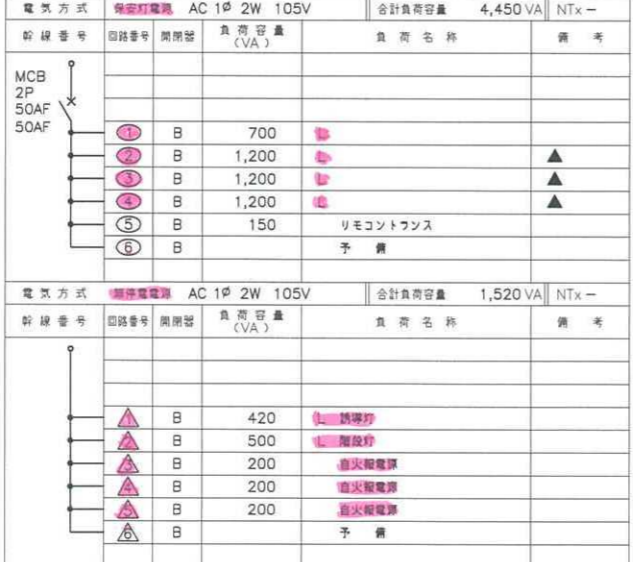 電気方式 保安灯電源 AC 1Ø 2W 105V 合計負荷容量 4,450 VA NTx −
幹線番号 回路番号 開閉器 負荷容量(VA) 負荷名称 備考
MCB
2P
50AF
50AF
① B 700 L
② B 1,200 L ▲
③ B 1,200 L ▲
④ B 1,200 L ▲
⑤ B 150 リモコントランス
⑥ B 予備
電気方式 無停電電源 AC 1Ø 2W 105V 合計負荷容量 1,520 VA NTx −
幹線番号 回路番号 開閉器 負荷容量(VA) 負荷名称 備考
1 B 420 L 誘導灯
2 B 500 L 階段灯
3 B 200 自火報電源
4 B 200 自火報電源
5 B 200 自火報電源
6 B 予備